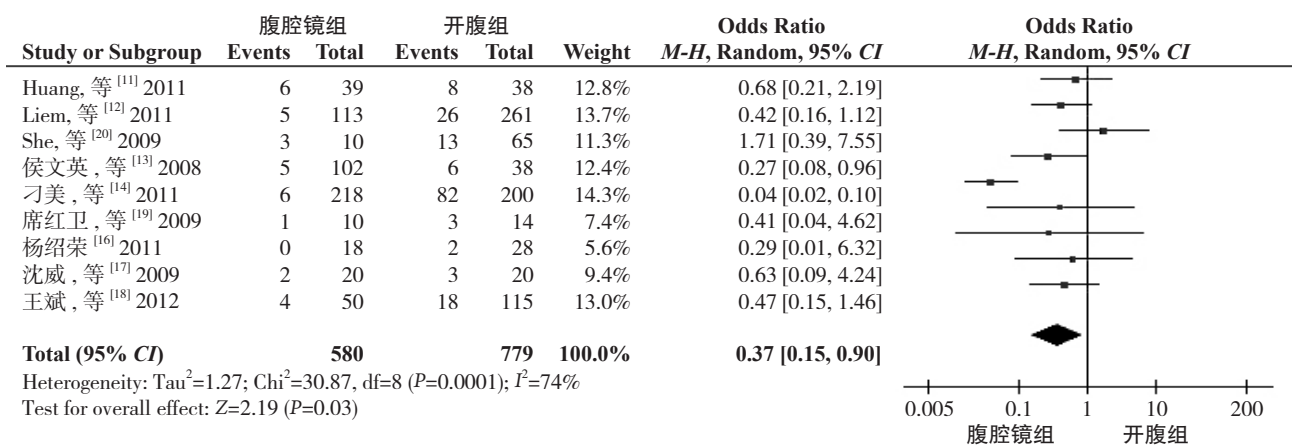 腹腔镜组 开腹组 Odds Ratio Odds Ratio
Study or Subgroup Events Total Events Total Weight M-H, Random, 95% CI M-H, Random, 95% CI
Huang, 等 [11] 2011 6 39 8 38 12.8% 0.68 [0.21, 2.19]
Liem, 等 [12] 2011 5 113 26 261 13.7% 0.42 [0.16, 1.12]
She, 等 [20] 2009 3 10 13 65 11.3% 1.71 [0.39, 7.55]
侯文英, 等 [13] 2008 5 102 6 38 12.4% 0.27 [0.08, 0.96]
刁美, 等 [14] 2011 6 218 82 200 14.3% 0.04 [0.02, 0.10]
席红卫, 等 [19] 2009 1 10 3 14 7.4% 0.41 [0.04, 4.62]
杨绍荣 [16] 2011 0 18 2 28 5.6% 0.29 [0.01, 6.32]
沈威, 等 [17] 2009 2 20 3 20 9.4% 0.63 [0.09, 4.24]
王斌, 等 [18] 2012 4 50 18 115 13.0% 0.47 [0.15, 1.46]
Total (95% CI) 580 779 100.0% 0.37 [0.15, 0.90]
Heterogeneity: Tau²=1.27; Chi²=30.87, df=8 (P=0.0001); I²=74%
Test for overall effect: Z=2.19 (P=0.03)
0.005 0.1 1 10 200
腹腔镜组 开腹组